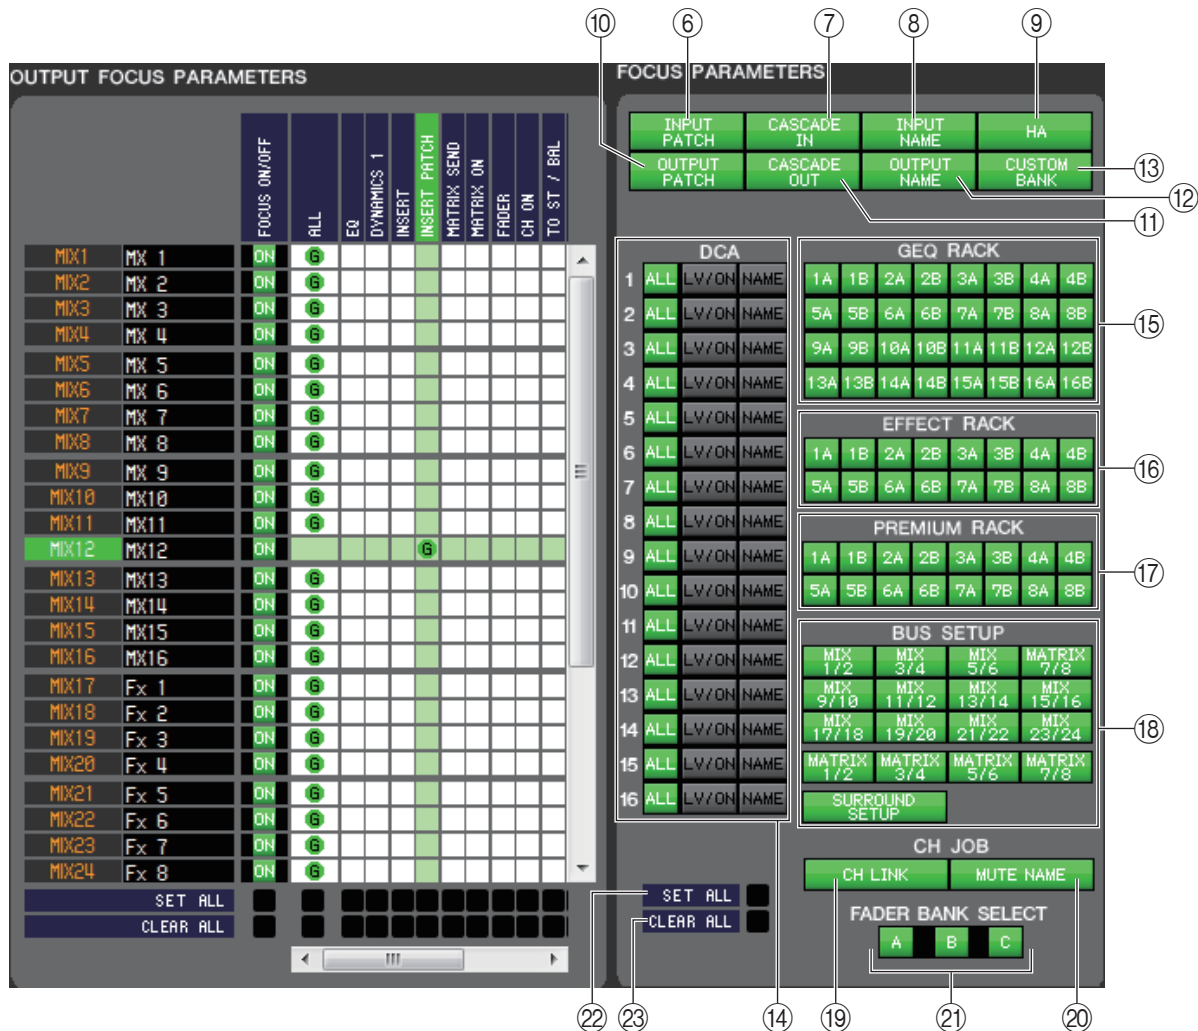 ⑩ ⑥ ⑦ ⑧ ⑨
OUTPUT FOCUS PARAMETERS
FOCUS ON/OFF
ALL
EQ
DYNAMICS 1
INSERT
INSERT PATCH
MATRIX SEND
MATRIX ON
FADER
CH ON
TO ST / BAL
MIX1 MX 1 ON G
MIX2 MX 2 ON G
MIX3 MX 3 ON G
MIX4 MX 4 ON G
MIX5 MX 5 ON G
MIX6 MX 6 ON G
MIX7 MX 7 ON G
MIX8 MX 8 ON G
MIX9 MX 9 ON G
MIX10 MX10 ON G
MIX11 MX11 ON G
MIX12 MX12 ON G
MIX13 MX13 ON G
MIX14 MX14 ON G
MIX15 MX15 ON G
MIX16 MX16 ON G
MIX17 Fx 1 ON G
MIX18 Fx 2 ON G
MIX19 Fx 3 ON G
MIX20 Fx 4 ON G
MIX21 Fx 5 ON G
MIX22 Fx 6 ON G
MIX23 Fx 7 ON G
MIX24 Fx 8 ON G
SET ALL
CLEAR ALL
FOCUS PARAMETERS
INPUT PATCH CASCADE IN INPUT NAME HA
OUTPUT PATCH CASCADE OUT OUTPUT NAME CUSTOM BANK
⑬
⑫
⑪
DCA
1 ALL LV/ON NAME
2 ALL LV/ON NAME
3 ALL LV/ON NAME
4 ALL LV/ON NAME
5 ALL LV/ON NAME
6 ALL LV/ON NAME
7 ALL LV/ON NAME
8 ALL LV/ON NAME
9 ALL LV/ON NAME
10 ALL LV/ON NAME
11 ALL LV/ON NAME
12 ALL LV/ON NAME
13 ALL LV/ON NAME
14 ALL LV/ON NAME
15 ALL LV/ON NAME
16 ALL LV/ON NAME
SET ALL
CLEAR ALL
GEQ RACK
1A 1B 2A 2B 3A 3B 4A 4B
5A 5B 6A 6B 7A 7B 8A 8B
9A 9B 10A 10B 11A 11B 12A 12B
13A 13B 14A 14B 15A 15B 16A 16B
⑮
EFFECT RACK
1A 1B 2A 2B 3A 3B 4A 4B
5A 5B 6A 6B 7A 7B 8A 8B
⑯
PREMIUM RACK
1A 1B 2A 2B 3A 3B 4A 4B
5A 5B 6A 6B 7A 7B 8A 8B
⑰
BUS SETUP
MIX 1/2 MIX 3/4 MIX 5/6 MATRIX 7/8
MIX 9/10 MIX 11/12 MIX 13/14 MIX 15/16
MIX 17/18 MIX 19/20 MIX 21/22 MIX 23/24
MATRIX 1/2 MATRIX 3/4 MATRIX 5/6 MATRIX 7/8
SURROUND SETUP
⑱
CH JOB
CH LINK MUTE NAME
FADER BANK SELECT
A B C
㉒ ㉓ ⑭ ⑲ ㉑ ⑳